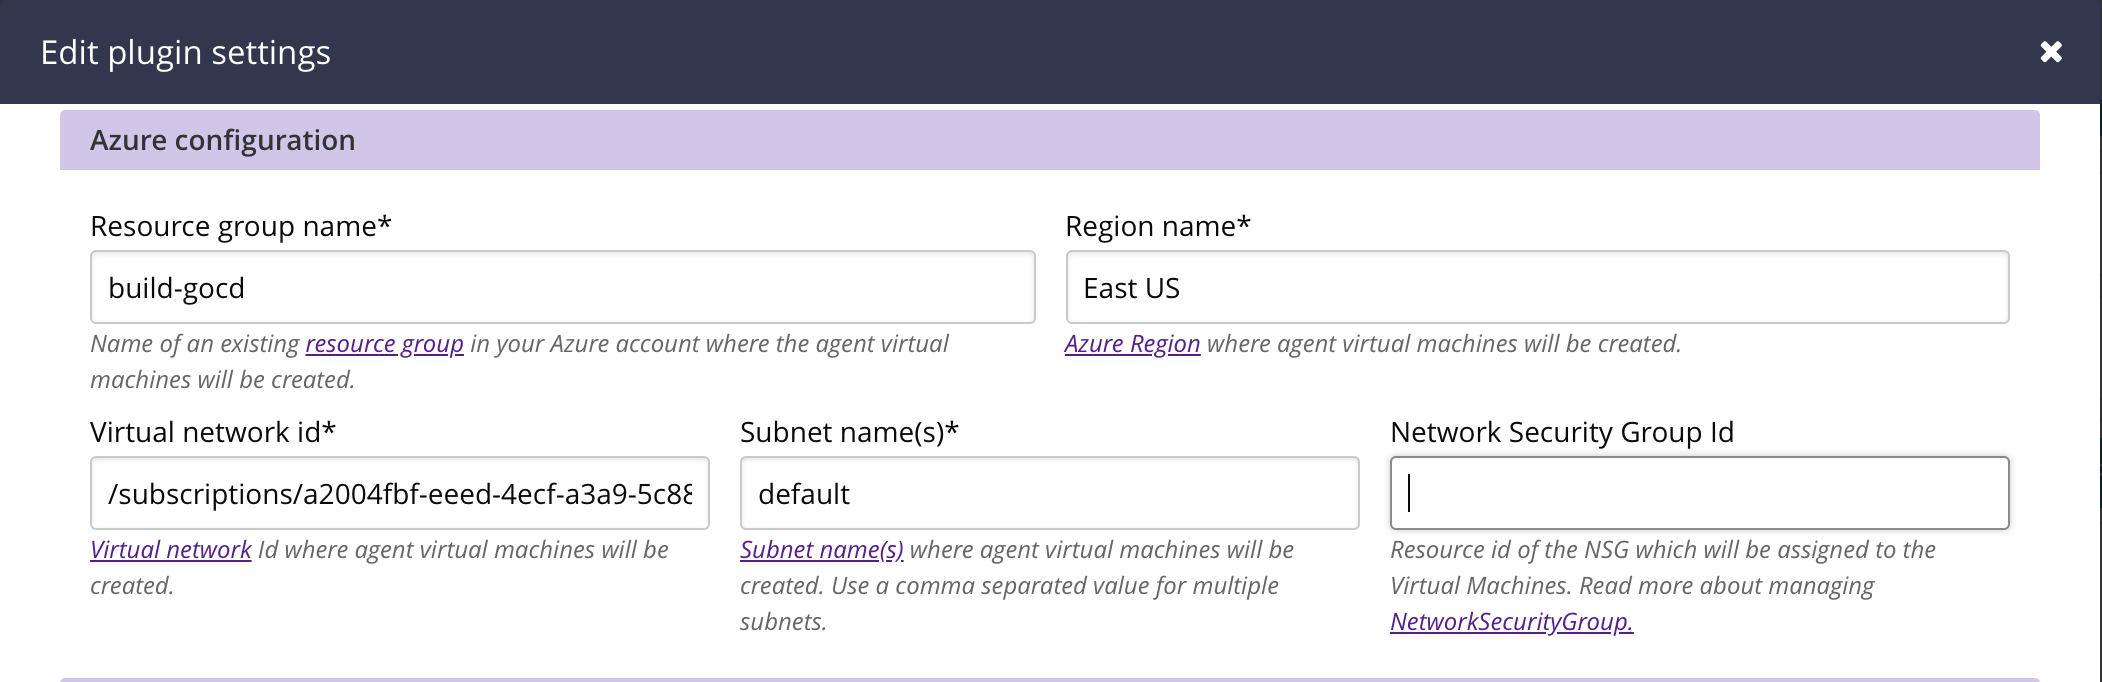 Edit plugin settings
Azure configuration
Resource group name*
Region name*
build-gocd
East US
Name of an existing resource group in your Azure account where the agent virtual
machines will be created.
Azure Region where agent virtual machines will be created.
Virtual network id*
Subnet name(s)*
Network Security Group Id
/subscriptions/a2004fbf-eeed-4ecf-a3a9-5c88
default
Virtual network Id where agent virtual machines will be
created.
Subnet name(s) where agent virtual machines will be
created. Use a comma separated value for multiple
subnets.
Resource id of the NSG which will be assigned to the
Virtual Machines. Read more about managing
NetworkSecurityGroup.